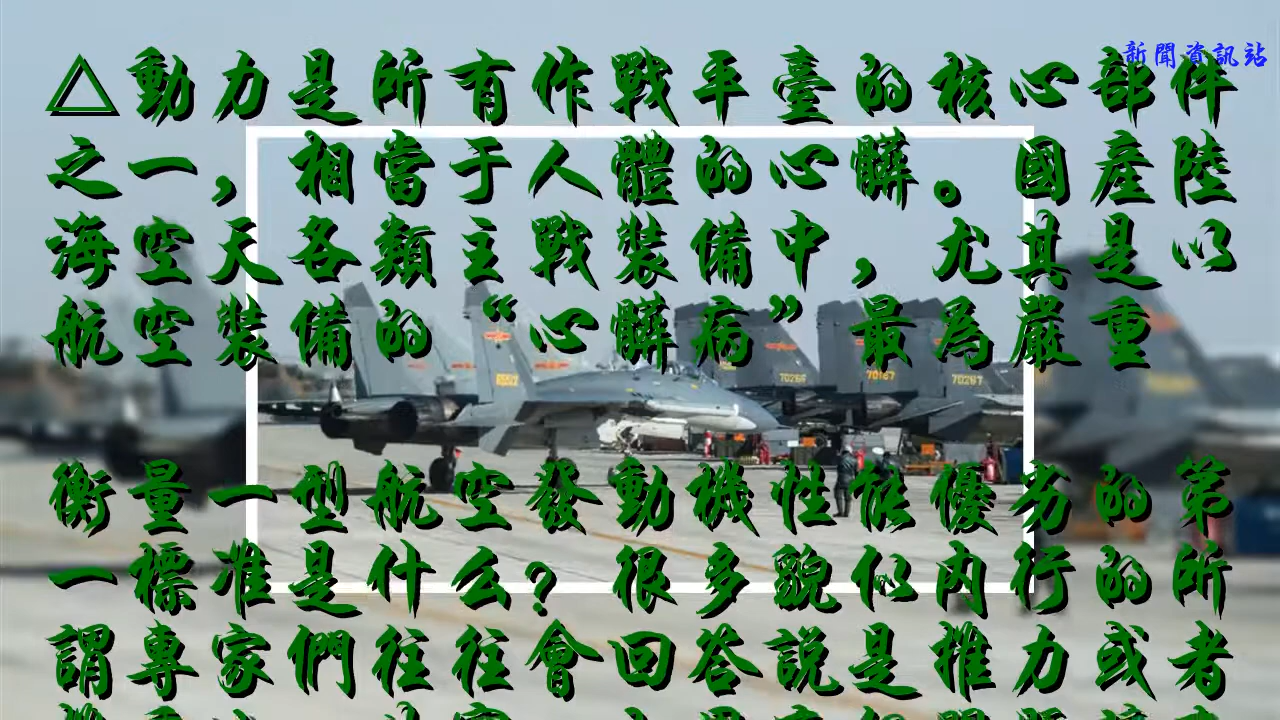 新聞資訊站
△動力是所有作戰平臺的核心部件
之一，相當于人體的心髒。國產陸
海空天各類主戰裝備中，尤其是以
航空裝備的“心髒病”最為嚴重
70266
70167
70267
衡量一型航空發動機性能優劣的第
一標准是什么？很多貌似内行的所
謂專家們往往會回答説是推力或者